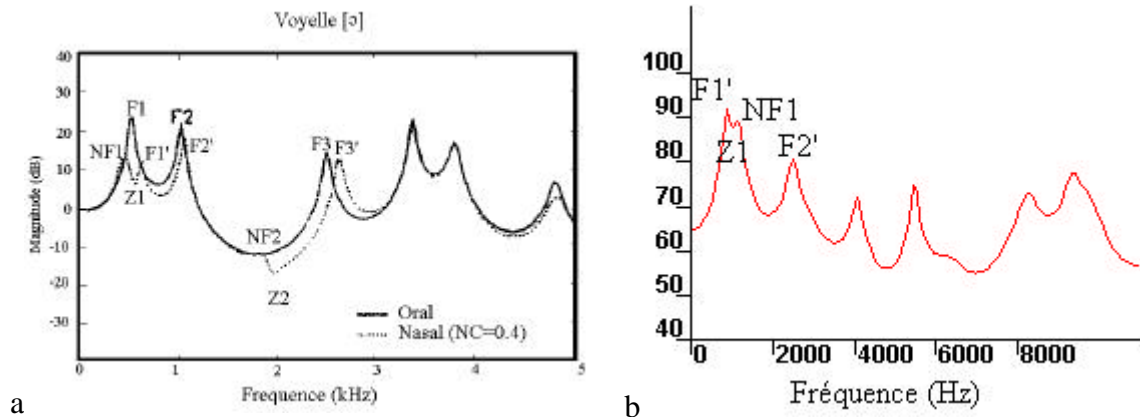 Voyelle [ɔ]
40
30
20
10
0
-10
-20
-30
Magnitude (dB)
F1
F2
NF1
F1'
F2'
Z1
F3
F3'
NF2
Z2
Oral
Nasal (NC=0.4)
0 1 2 3 4 5
Frequence (kHz)
a
100
90
80
70
60
50
40
F1'
NF1
Z1
F2'
0 2000 4000 6000 8000
Fréquence (Hz)
b